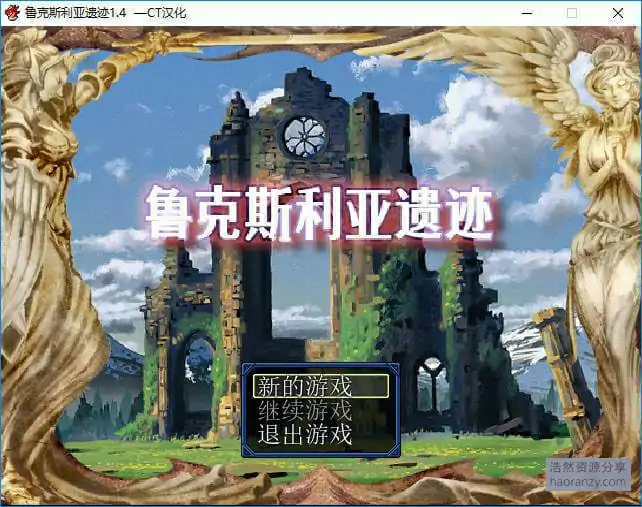 鲁克斯利亚遗迹1.4 —CT汉化
鲁克斯利亚遗迹
新的游戏
继续游戏
退出游戏
浩然资源分享
haoranzy.com